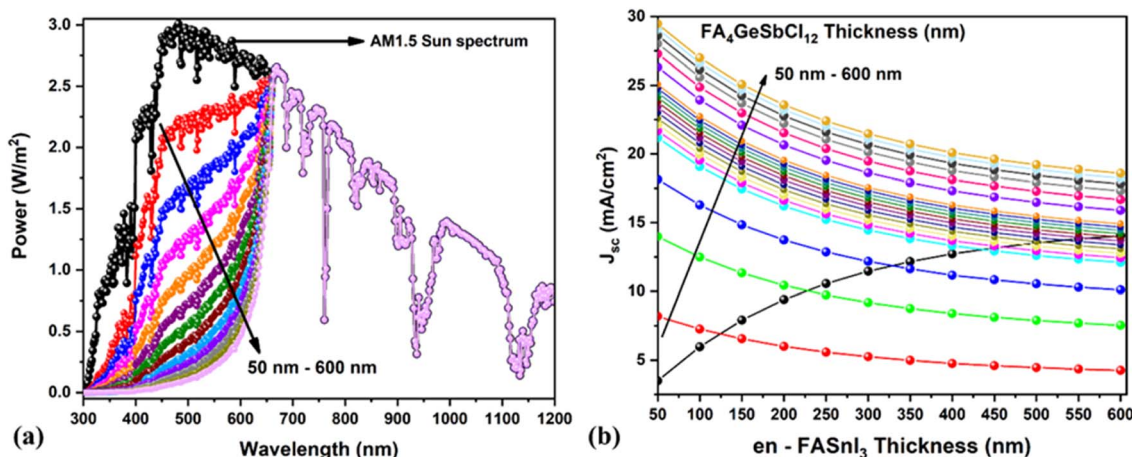 3.0
2.5
2.0
1.5
1.0
0.5
0.0
Power (W/m²)
AM1.5 Sun spectrum
50 nm - 600 nm
300 400 500 600 700 800 900 1000 1100 1200
Wavelength (nm)
(a)
30
25
20
15
10
5
J_SC (mA/cm²)
FA₄GeSbCl₁₂ Thickness (nm)
50 nm - 600 nm
50 100 150 200 250 300 350 400 450 500 550 600
en - FASnI₃ Thickness (nm)
(b)